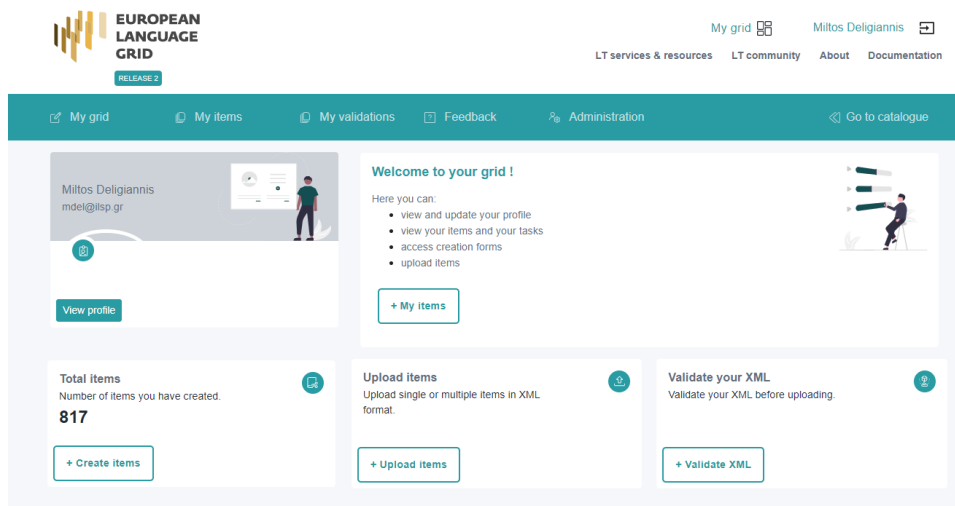 EUROPEAN
LANGUAGE
GRID
RELEASE 2
My grid
Miltos Deligiannis
LT services & resources
LT community
About
Documentation
My grid
My items
My validations
Feedback
Administration
Go to catalogue
Miltos Deligiannis
mdel@ilsp.gr
View profile
Welcome to your grid !
Here you can:
view and update your profile
view your items and your tasks
access creation forms
upload items
+ My items
Total items
Number of items you have created.
817
+ Create items
Upload items
Upload single or multiple items in XML
format.
+ Upload items
Validate your XML
Validate your XML before uploading.
+ Validate XML